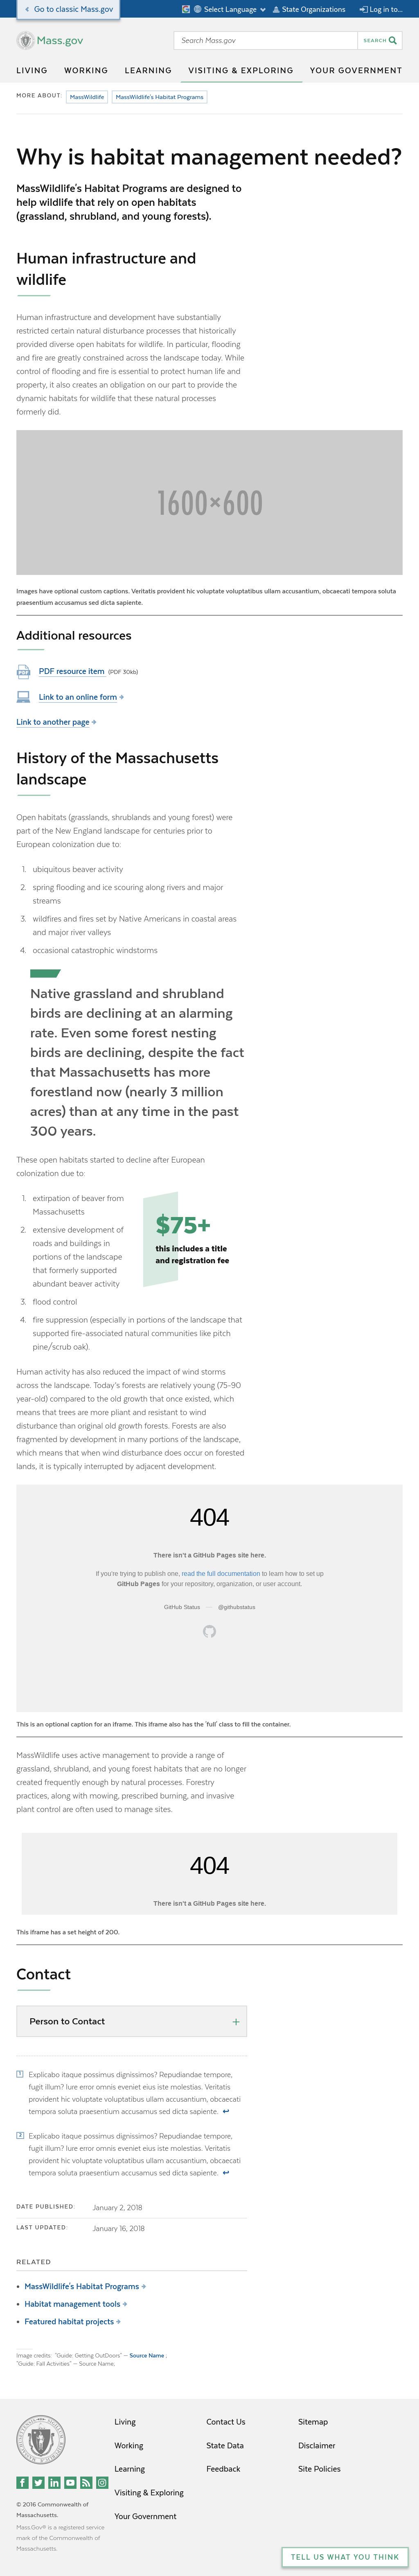 Go to classic Mass.gov
Select Language
State Organizations
Log in to...
Mass.gov
Search Mass.gov
SEARCH
LIVING
WORKING
LEARNING
VISITING & EXPLORING
YOUR GOVERNMENT
MORE ABOUT:
MassWildlife
MassWildlife's Habitat Programs
Why is habitat management needed?
MassWildlife's Habitat Programs are designed to
help wildlife that rely on open habitats
(grassland, shrubland, and young forests).
Human infrastructure and
wildlife
Human infrastructure and development have substantially
restricted certain natural disturbance processes that historically
provided diverse open habitats for wildlife. In particular, flooding
and fire are greatly constrained across the landscape today. While
control of flooding and fire is essential to protect human life and
property, it also creates an obligation on our part to provide the
dynamic habitats for wildlife that these natural processes
formerly did.
1600×600
Images have optional custom captions. Veritatis provident hic voluptate voluptatibus ullam accusantium, obcaecati tempora soluta
praesentium accusamus sed dicta sapiente.
Additional resources
PDF
PDF resource item (PDF 30kb)
Link to an online form
Link to another page
History of the Massachusetts
landscape
Open habitats (grasslands, shrublands and young forest) were
part of the New England landscape for centuries prior to
European colonization due to:
1. ubiquitous beaver activity
2. spring flooding and ice scouring along rivers and major
streams
3. wildfires and fires set by Native Americans in coastal areas
and major river valleys
4. occasional catastrophic windstorms
Native grassland and shrubland
birds are declining at an alarming
rate. Even some forest nesting
birds are declining, despite the fact
that Massachusetts has more
forestland now (nearly 3 million
acres) than at any time in the past
300 years.
These open habitats started to decline after European
colonization due to:
1. extirpation of beaver from
Massachusetts
2. extensive development of
roads and buildings in
portions of the landscape
that formerly supported
abundant beaver activity
$75+
this includes a title
and registration fee
3. flood control
4. fire suppression (especially in portions of the landscape that
supported fire-associated natural communities like pitch
pine/scrub oak).
Human activity has also reduced the impact of wind storms
across the landscape. Today's forests are relatively young (75-90
year-old) compared to the old growth that once existed, which
means that trees are more pliant and resistant to wind
disturbance than original old growth forests. Forests are also
fragmented by development in many portions of the landscape,
which means that when wind disturbance does occur on forested
lands, it is typically interrupted by adjacent development.
404
There isn't a GitHub Pages site here.
If you're trying to publish one, read the full documentation to learn how to set up
GitHub Pages for your repository, organization, or user account.
GitHub Status — @githubstatus
This is an optional caption for an iframe. This iframe also has the 'full' class to fill the container.
MassWildlife uses active management to provide a range of
grassland, shrubland, and young forest habitats that are no longer
created frequently enough by natural processes. Forestry
practices, along with mowing, prescribed burning, and invasive
plant control are often used to manage sites.
404
There isn't a GitHub Pages site here.
This iframe has a set height of 200.
Contact
Person to Contact
1 Explicabo itaque possimus dignissimos? Repudiandae tempore,
fugit illum? Iure error omnis eveniet eius iste molestias. Veritatis
provident hic voluptate voluptatibus ullam accusantium, obcaecati
tempora soluta praesentium accusamus sed dicta sapiente. ↩
2 Explicabo itaque possimus dignissimos? Repudiandae tempore,
fugit illum? Iure error omnis eveniet eius iste molestias. Veritatis
provident hic voluptate voluptatibus ullam accusantium, obcaecati
tempora soluta praesentium accusamus sed dicta sapiente. ↩
DATE PUBLISHED: January 2, 2018
LAST UPDATED: January 16, 2018
RELATED
MassWildlife's Habitat Programs
Habitat management tools
Featured habitat projects
Image credits: "Guide: Getting OutDoors" — Source Name ;
"Guide: Fall Activities" — Source Name;
Living
Working
Learning
Visiting & Exploring
Your Government
Contact Us
State Data
Feedback
Sitemap
Disclaimer
Site Policies
© 2016 Commonwealth of
Massachusetts.
Mass.Gov® is a registered service
mark of the Commonwealth of
Massachusetts.
TELL US WHAT YOU THINK